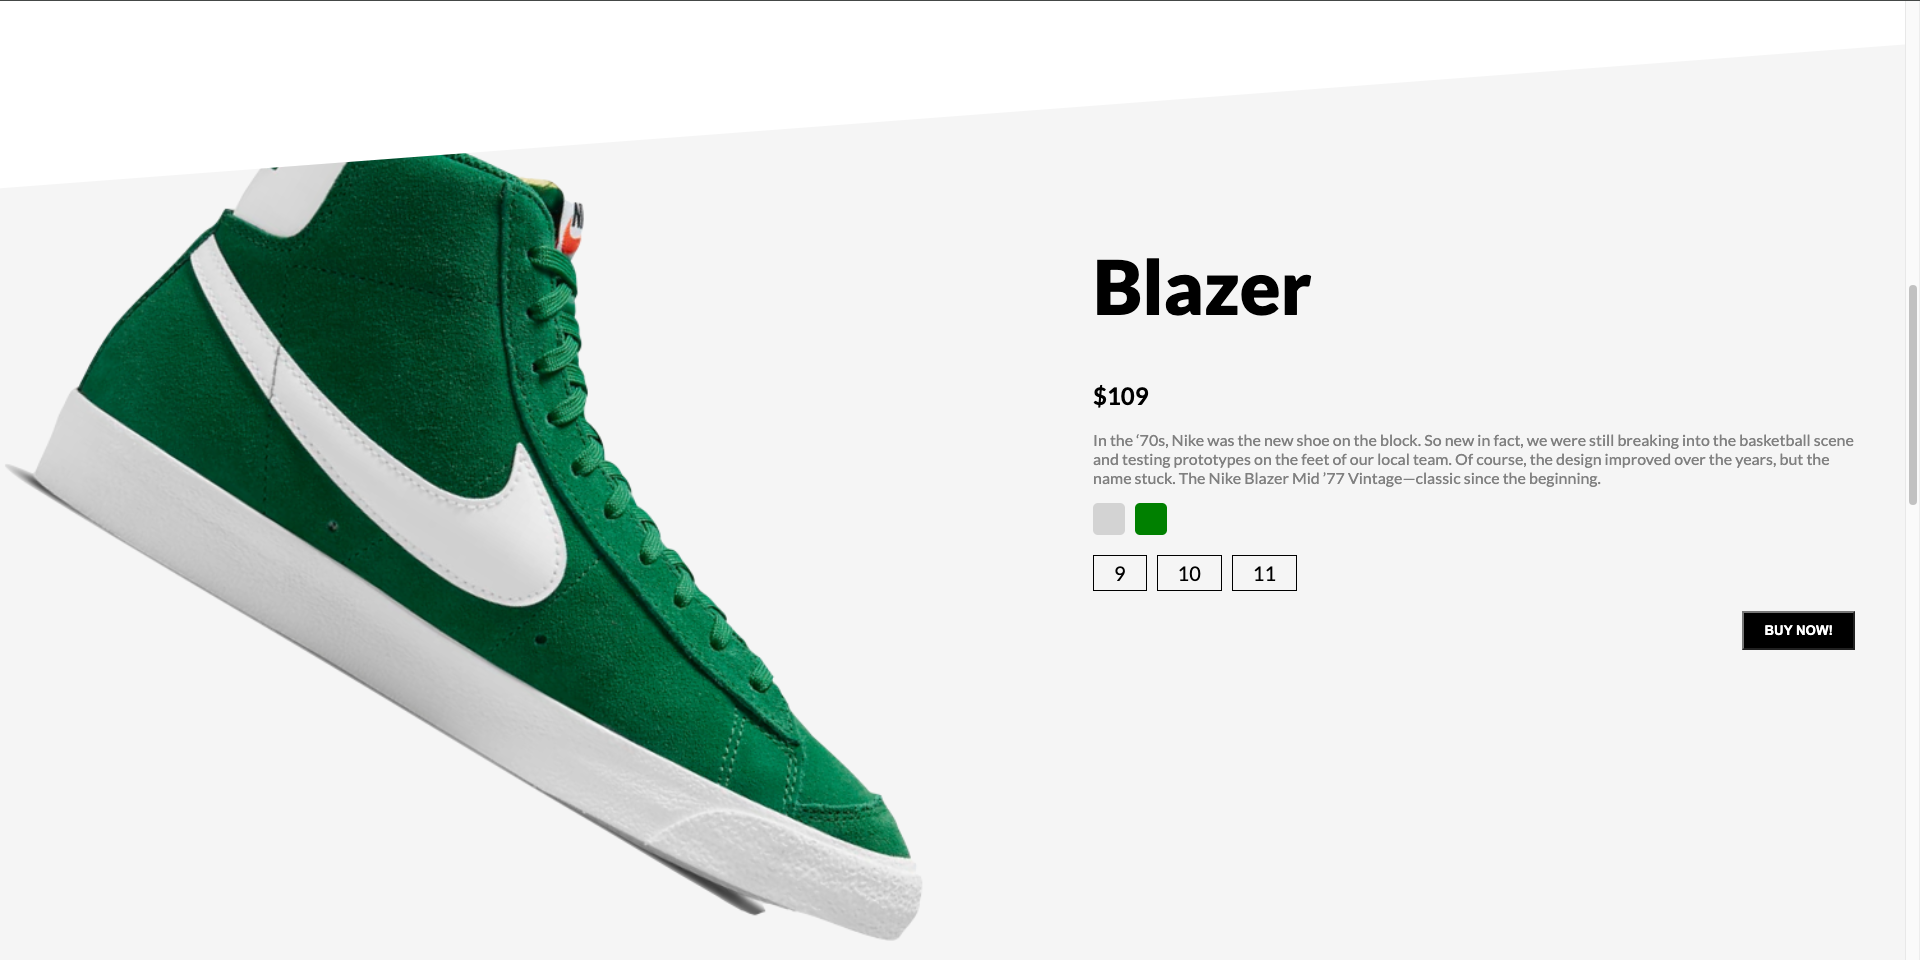 Blazer
$109
In the ‘70s, Nike was the new shoe on the block. So new in fact, we were still breaking into the basketball scene
and testing prototypes on the feet of our local team. Of course, the design improved over the years, but the
name stuck. The Nike Blazer Mid ’77 Vintage—classic since the beginning.
9 10 11
BUY NOW!